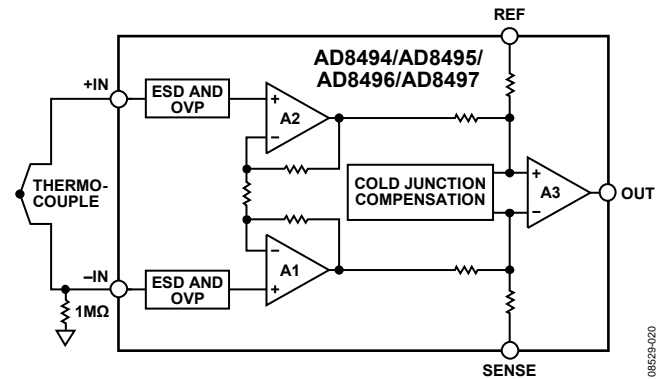 REF
AD8494/AD8495/
AD8496/AD8497
+IN
ESD AND
OVP
+
A2
–
THERMO-
COUPLE
COLD JUNCTION
COMPENSATION
+
A3
–
OUT
–
A1
+
–IN
ESD AND
OVP
1MΩ
SENSE
08529-020